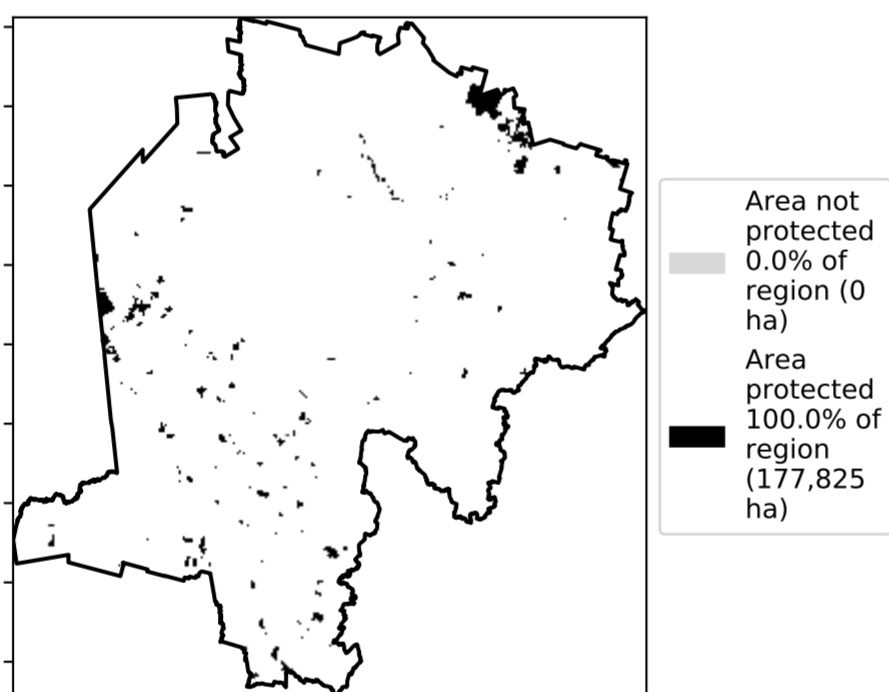 Area not
protected
0.0% of
region (0
ha)
Area
protected
100.0% of
region
(177,825
ha)